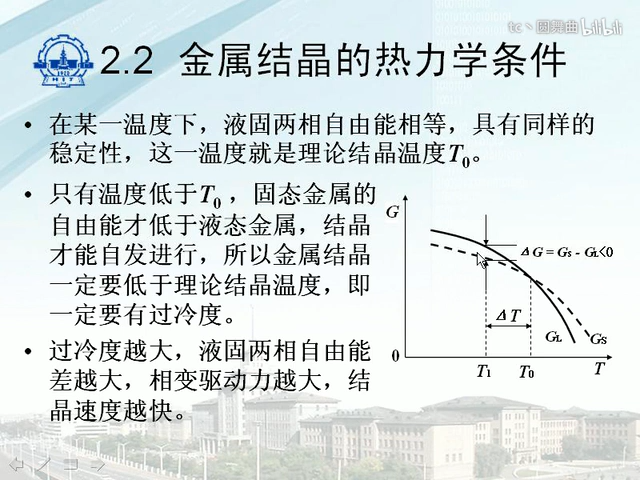 tc丶圆舞曲 bilibili
2.2 金属结晶的热力学条件
• 在某一温度下，液固两相自由能相等，具有同样的
稳定性，这一温度就是理论结晶温度T₀。
• 只有温度低于T₀，固态金属的
自由能才低于液态金属，结晶
才能自发进行，所以金属结晶
一定要低于理论结晶温度，即
一定要有过冷度。
• 过冷度越大，液固两相自由能
差越大，相变驱动力越大，结
晶速度越快。
G
ΔG = Gs - GL<0
ΔT
GL
Gs
0
T₁
T₀
T
HIT